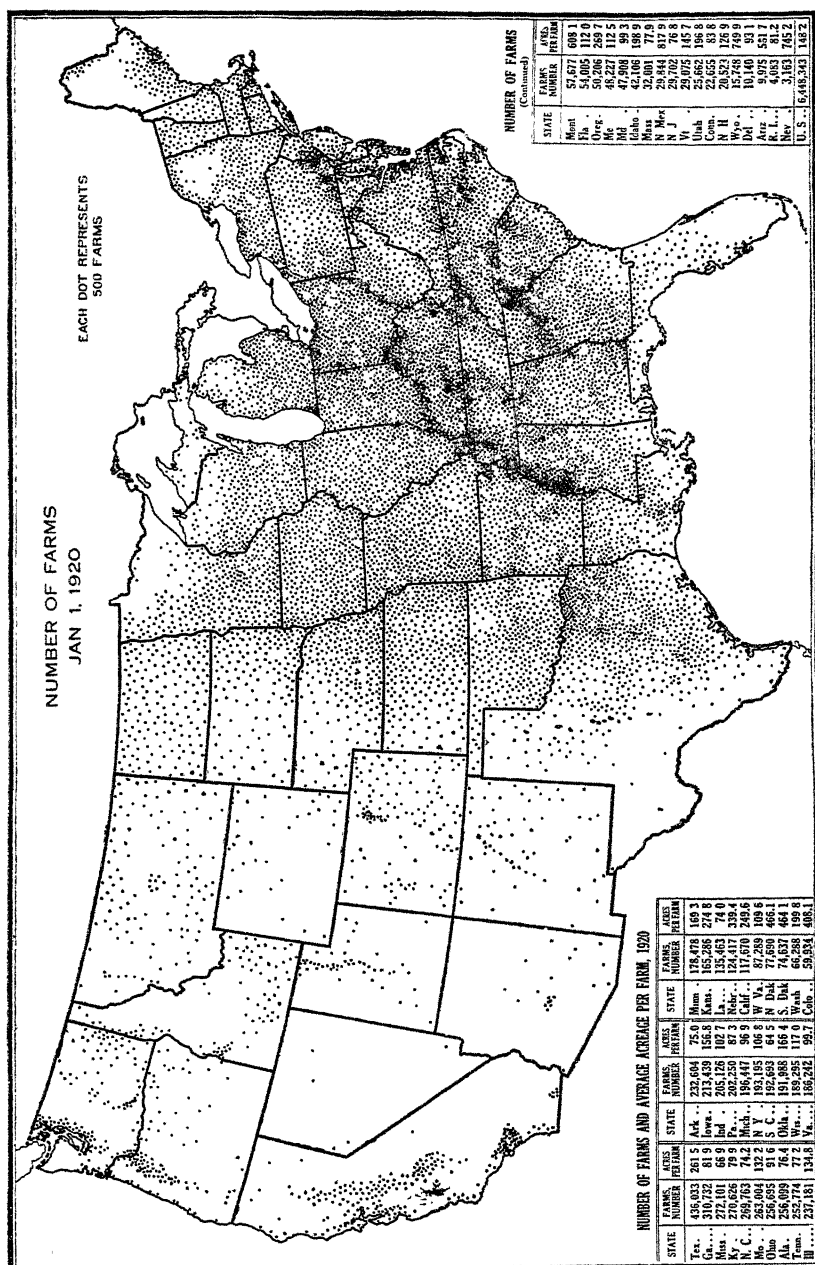 NUMBER OF FARMS
JAN 1, 1920
EACH DOT REPRESENTS
500 FARMS
NUMBER OF FARMS AND AVERAGE ACREAGE PER FARM, 1920
STATE FARMS, NUMBER ACRES PER FARM STATE FARMS, NUMBER ACRES PER FARM STATE FARMS, NUMBER ACRES PER FARM
Tex. 436,033 261 5 Ark.. 232,604 75.0 Minn 178,478 169 3
Ga.... 310,732 81 9 Iowa. 213,439 156.8 Kans. 165,286 274 8
Miss. 272,101 66 9 Ind.. 205,126 102 7 La... 135,463 74 0
Ky.. 270,626 79 9 Pa... 202,250 87 3 Nebr.. 124,417 339.4
N. C... 269,763 74.2 Mich.. 196,447 96 9 Calif.. 117,670 249.6
Mo.. 263,004 132 2 N Y 193,195 106 8 W Va. 87,289 109 6
Ohio 256,695 91 6 S C.. 192,693 64 5 N Dak 77,690 466.1
Ala. 256,099 76.4 Okla.. 191,988 166 4 S. Dak 74,637 464 1
Tenn. 252,774 77 2 Wis... 189,295 117 0 Wash 66,288 199 8
Ill .... 237,181 134.8 Va... 186,242 99.7 Colo.. 59,934 408.1
NUMBER OF FARMS
(Continued)
STATE FARMS NUMBER ACRES PER FARM
Mont 57,677 608 1
Fla . 54,005 112 0
Oreg. 50,206 269 7
Me 48,227 112 5
Md 47,908 99 3
Idaho . 42,106 198 9
Mass 32,001 77.9
N Mex 29,844 817 9
N J 29,702 76 8
Vt 29,075 145 7
Utah 25,662 196 8
Conn. 22,655 83 8
N H 20,523 126 9
Wyo.. 15,748 749 9
Del .. 10,140 93 1
Ariz 9,975 581 7
R. I... 4,083 81.2
Nev 3,163 745 2
U. S .. 6,448,343 148 2